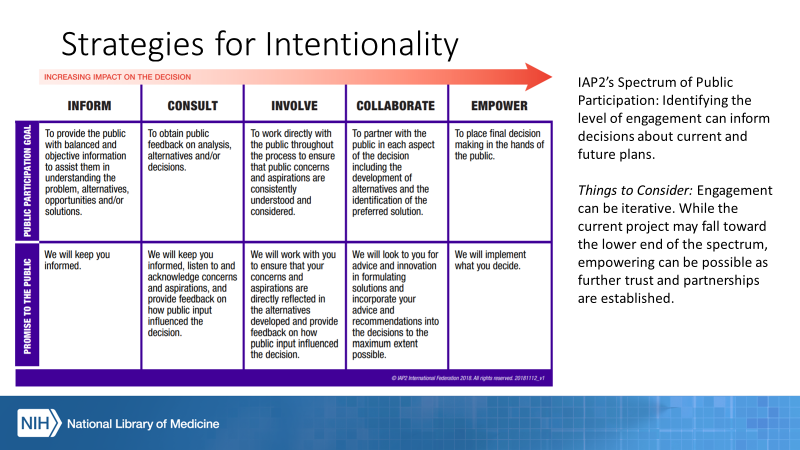 Strategies for Intentionality
INCREASING IMPACT ON THE DECISION
INFORM
CONSULT
INVOLVE
COLLABORATE
EMPOWER
PUBLIC PARTICIPATION GOAL
To provide the public
with balanced and
objective information
to assist them in
understanding the
problem, alternatives,
opportunities and/or
solutions.
To obtain public
feedback on analysis,
alternatives and/or
decisions.
To work directly with
the public throughout
the process to ensure
that public concerns
and aspirations are
consistently
understood and
considered.
To partner with the
public in each aspect
of the decision
including the
development of
alternatives and the
identification of the
preferred solution.
To place final decision
making in the hands of
the public.
PROMISE TO THE PUBLIC
We will keep you
informed.
We will keep you
informed, listen to and
acknowledge concerns
and aspirations, and
provide feedback on
how public input
influenced the
decision.
We will work with you
to ensure that your
concerns and
aspirations are
directly reflected in
the alternatives
developed and provide
feedback on how
public input influenced
the decision.
We will look to you for
advice and innovation
in formulating
solutions and
incorporate your
advice and
recommendations into
the decisions to the
maximum extent
possible.
We will implement
what you decide.
© IAP2 International Federation 2018. All rights reserved. 20181112_v1
IAP2’s Spectrum of Public
Participation: Identifying the
level of engagement can inform
decisions about current and
future plans.
Things to Consider: Engagement
can be iterative. While the
current project may fall toward
the lower end of the spectrum,
empowering can be possible as
further trust and partnerships
are established.
NIH National Library of Medicine